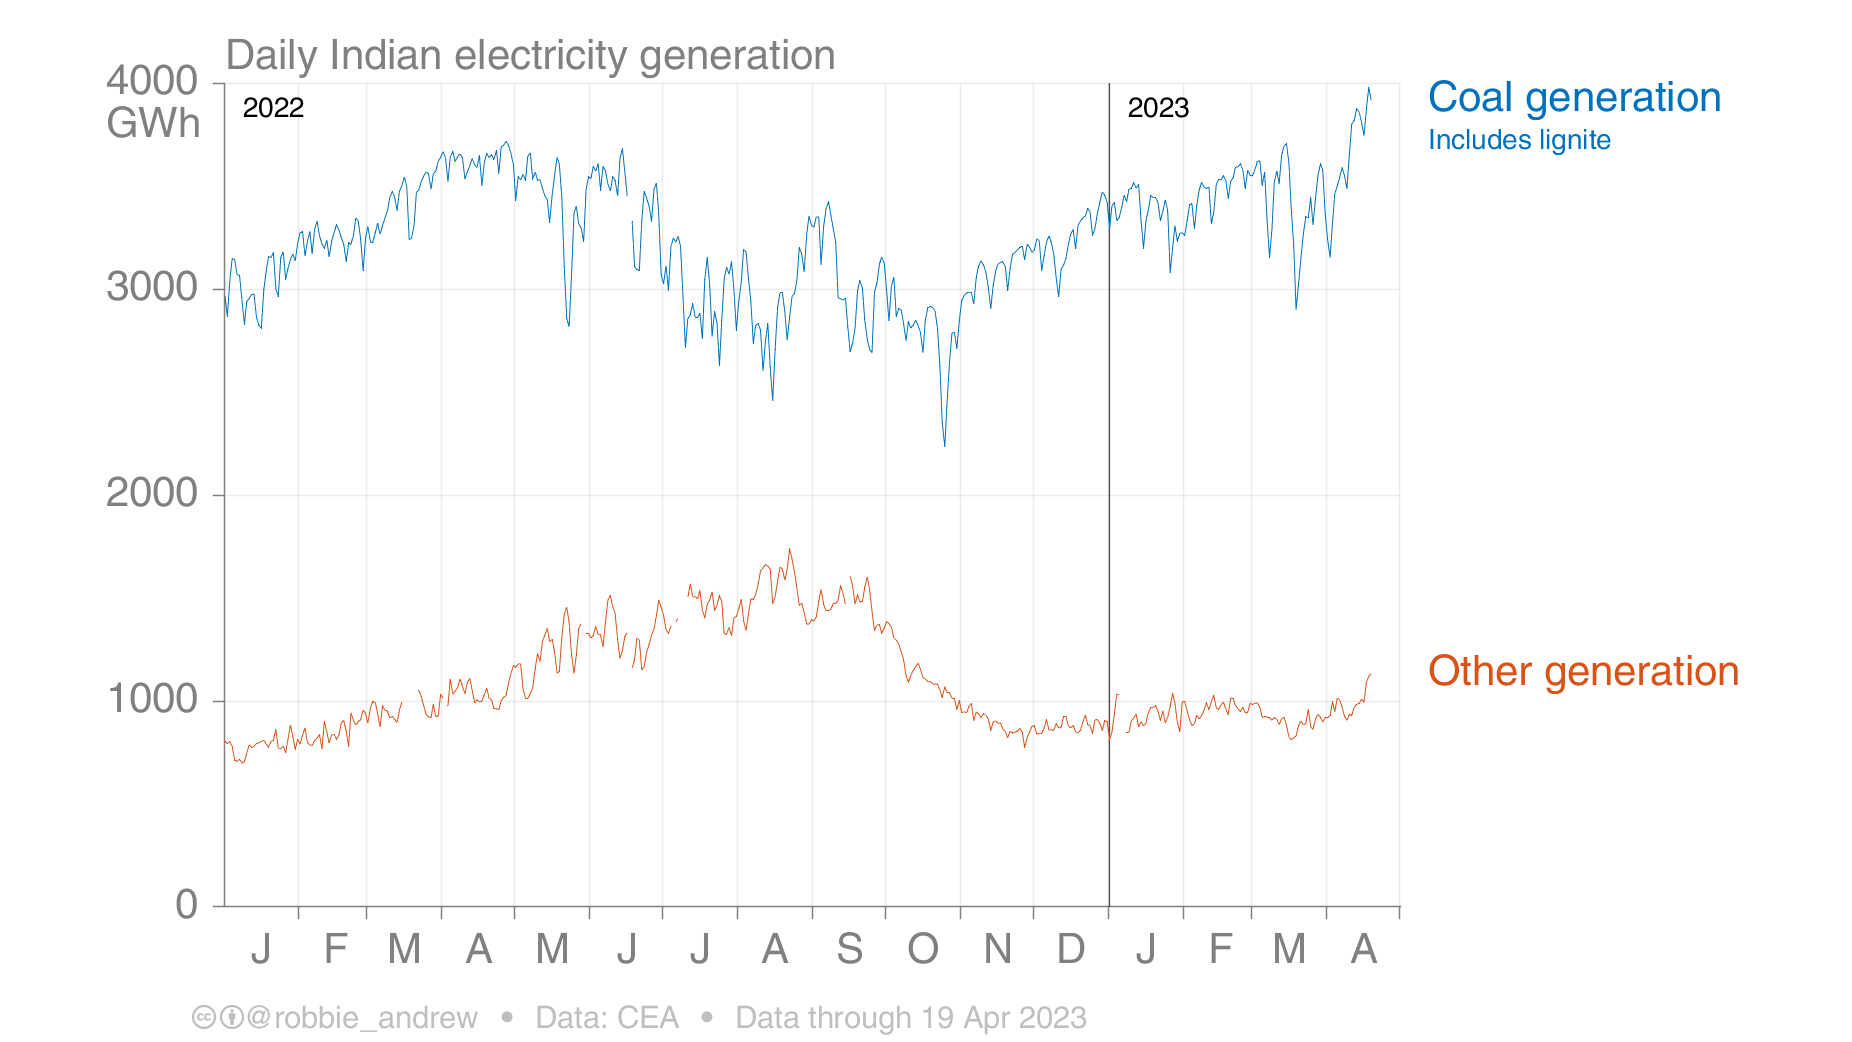 Daily Indian electricity generation
4000
GWh
3000
2000
1000
0
2022
2023
Coal generation
Includes lignite
Other generation
J F M A M J J A S O N D J F M A
cc @robbie_andrew • Data: CEA • Data through 19 Apr 2023